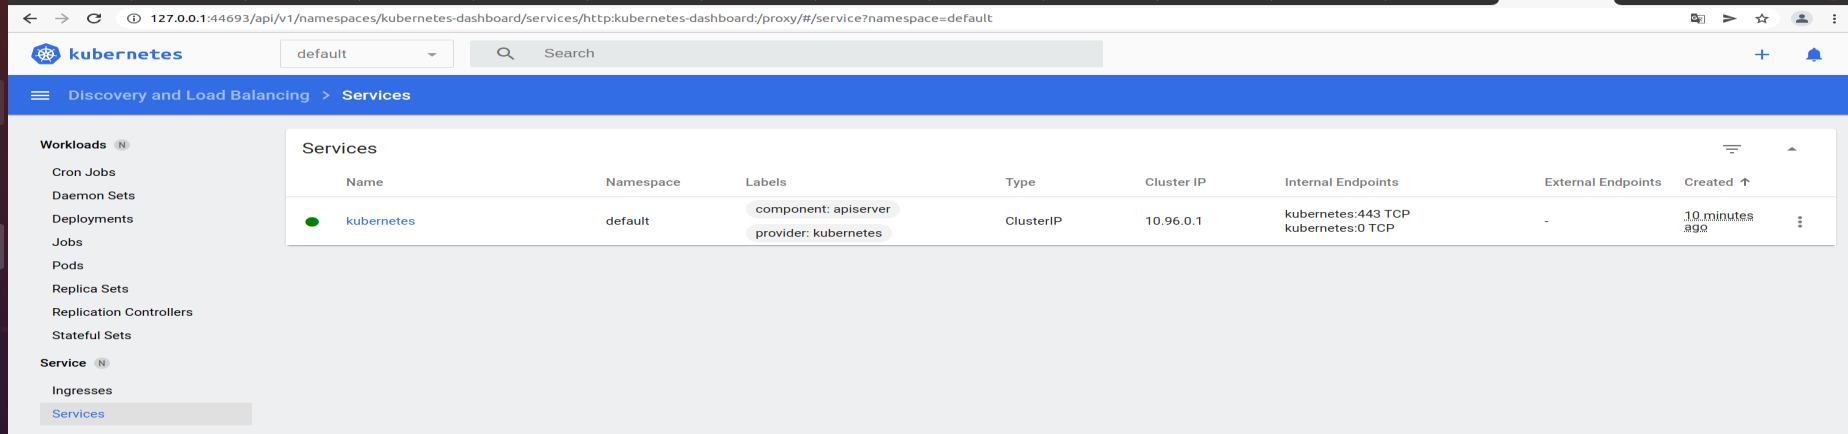 127.0.0.1:44693/api/v1/namespaces/kubernetes-dashboard/services/http:kubernetes-dashboard:/proxy/#/service?namespace=default
kubernetes
default
Search
Discovery and Load Balancing > Services
Workloads N
Cron Jobs
Daemon Sets
Deployments
Jobs
Pods
Replica Sets
Replication Controllers
Stateful Sets
Service N
Ingresses
Services
Services
Name Namespace Labels Type Cluster IP Internal Endpoints External Endpoints Created
kubernetes default component: apiserver ClusterIP 10.96.0.1 kubernetes:443 TCP - 10 minutes
provider: kubernetes kubernetes:0 TCP ago